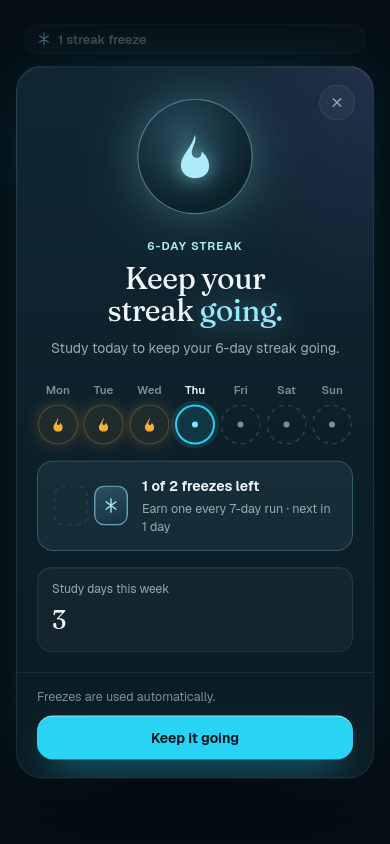 1 streak freeze
6-DAY STREAK
Keep your
streak going.
Study today to keep your 6-day streak going.
Mon Tue Wed Thu Fri Sat Sun
1 of 2 freezes left
Earn one every 7-day run · next in
1 day
Study days this week
3
Freezes are used automatically.
Keep it going